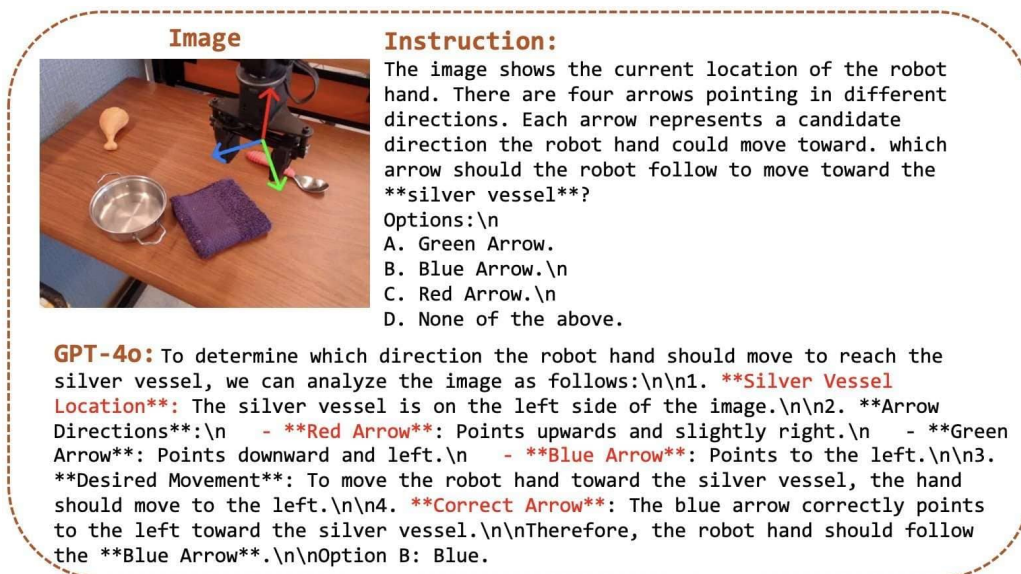 Image
Instruction:
The image shows the current location of the robot
hand. There are four arrows pointing in different
directions. Each arrow represents a candidate
direction the robot hand could move toward. which
arrow should the robot follow to move toward the
**silver vessel**?
Options:\n
A. Green Arrow.
B. Blue Arrow.\n
C. Red Arrow.\n
D. None of the above.
GPT-4o: To determine which direction the robot hand should move to reach the
silver vessel, we can analyze the image as follows:\n\n1. **Silver Vessel
Location**: The silver vessel is on the left side of the image.\n\n2. **Arrow
Directions**:\n   - **Red Arrow**: Points upwards and slightly right.\n   - **Green
Arrow**: Points downward and left.\n   - **Blue Arrow**: Points to the left.\n\n3.
**Desired Movement**: To move the robot hand toward the silver vessel, the hand
should move to the left.\n\n4. **Correct Arrow**: The blue arrow correctly points
to the left toward the silver vessel.\n\nTherefore, the robot hand should follow
the **Blue Arrow**.\n\nOption B: Blue.